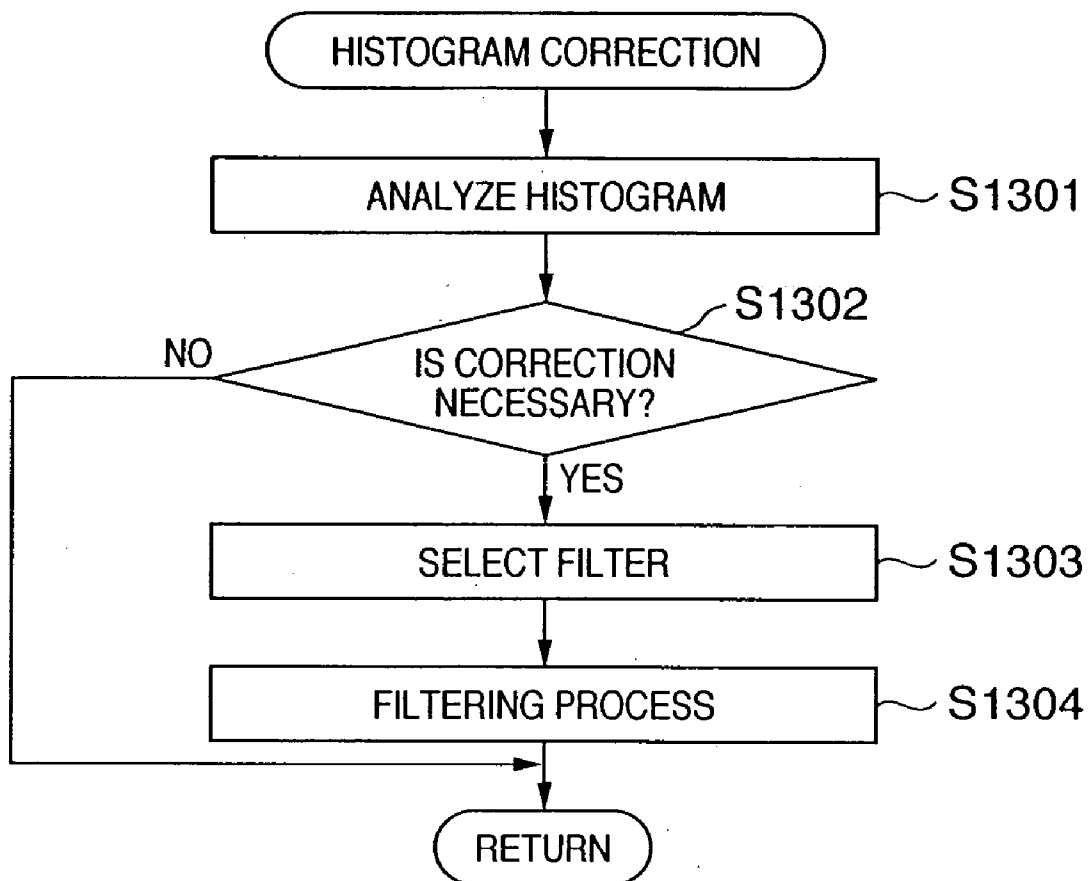 HISTOGRAM CORRECTION
ANALYZE HISTOGRAM
S1301
S1302
NO
IS CORRECTION
NECESSARY?
YES
SELECT FILTER
S1303
FILTERING PROCESS
S1304
RETURN